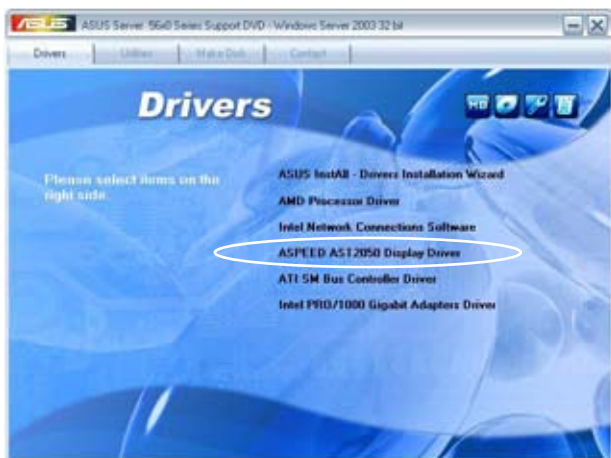 ASUS ASUS Server 56x0 Series Support DVD - Windows Server 2003 32 bit
Drivers Utilities Make Disk Contact
Drivers
Please select items on the right side.
ASUS InstAll - Drivers Installation Wizard
AMD Processor Driver
Intel Network Connections Software
ASPEED AST2050 Display Driver
ATI SM Bus Controller Driver
Intel PRO/1000 Gigabit Adapters Driver